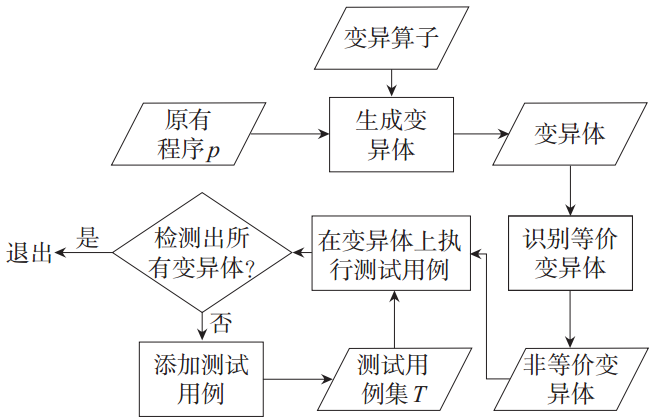 变异算子
原有
程序p
生成变
异体
变异体
退出
是
检测出所
有变异体?
在变异体上执
行测试用例
识别等价
变异体
否
添加测试
用例
测试用
例集T
非等价变
异体